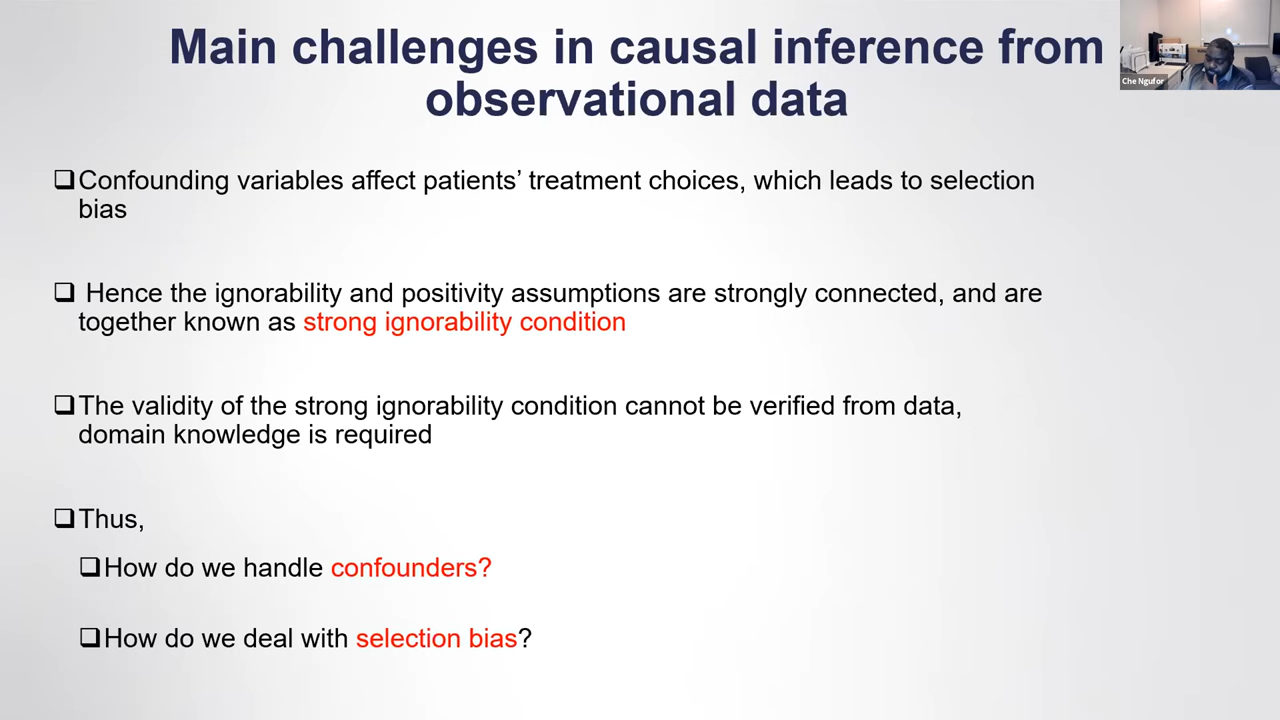 Main challenges in causal inference from
observational data
Che Ngufor
❑Confounding variables affect patients’ treatment choices, which leads to selection
bias
❑ Hence the ignorability and positivity assumptions are strongly connected, and are
together known as strong ignorability condition
❑The validity of the strong ignorability condition cannot be verified from data,
domain knowledge is required
❑Thus,
❑How do we handle confounders?
❑How do we deal with selection bias?